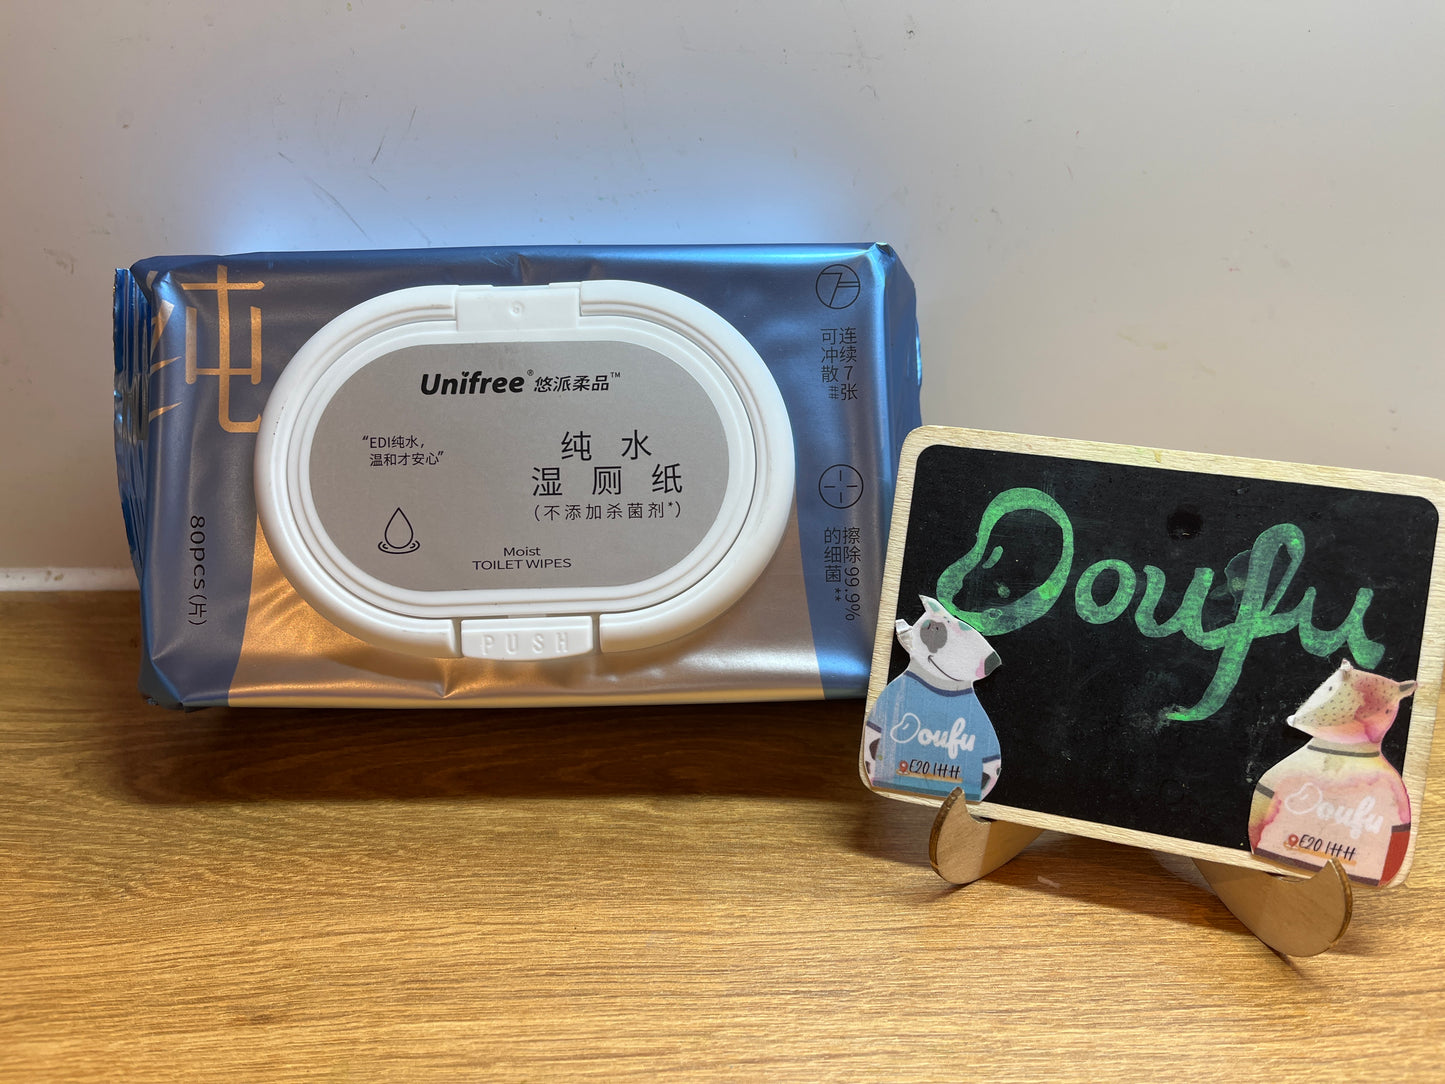 纯
80pcs(片)
Unifree® 悠派柔品™
“EDI纯水，
温和才安心”
纯水
湿厕纸
(不添加杀菌剂*)
Moist
TOILET WIPES
PUSH
7
连续7张
可冲散##
擦除99.9%
的细菌**
Doufu
Doufu
E20 1HH
Doufu
E20 1HH